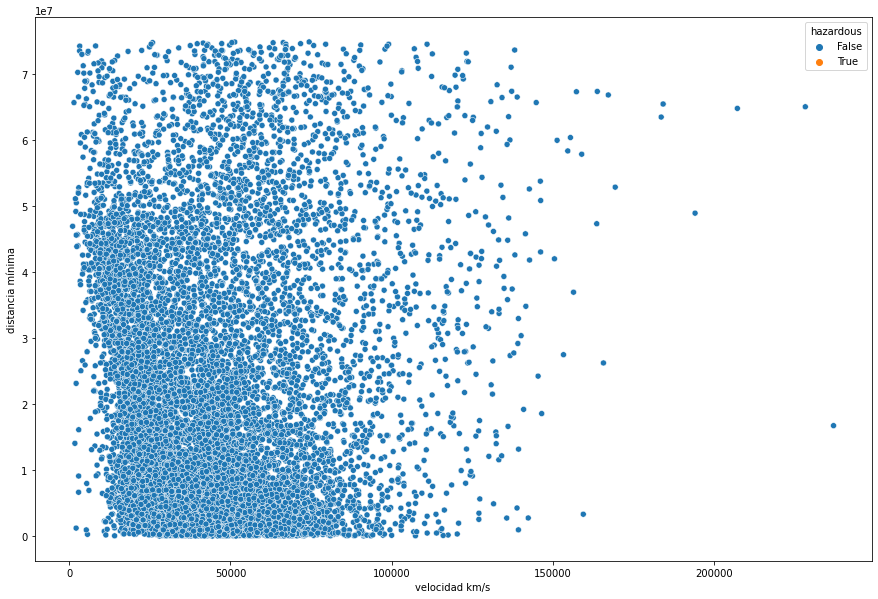 1e7
hazardous
False
True
7
6
5
4
3
2
1
0
distancia mínima
0 50000 100000 150000 200000
velocidad km/s